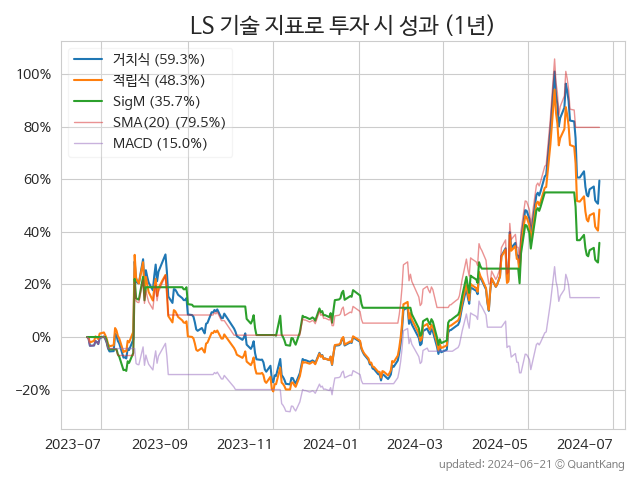 LS 기술 지표로 투자 시 성과 (1년)
거치식 (59.3%)
적립식 (48.3%)
SigM (35.7%)
SMA(20) (79.5%)
MACD (15.0%)
100%
80%
60%
40%
20%
0%
−20%
2023-07 2023-09 2023-11 2024-01 2024-03 2024-05 2024-07
updated: 2024-06-21 © QuantKang